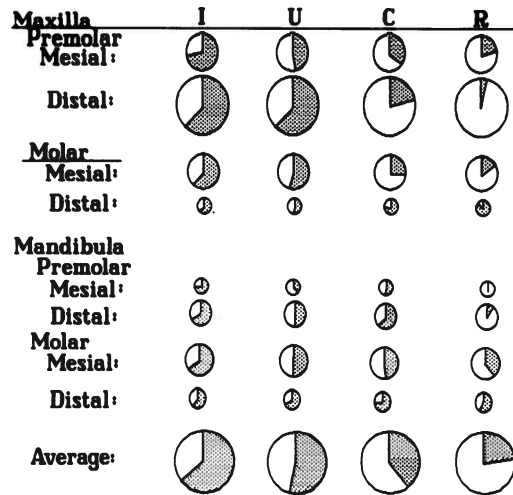 Maxilla I U C R
Premolar
Mesial:
Distal:
Molar
Mesial:
Distal:
Mandibula
Premolar
Mesial:
Distal:
Molar
Mesial:
Distal:
Average: